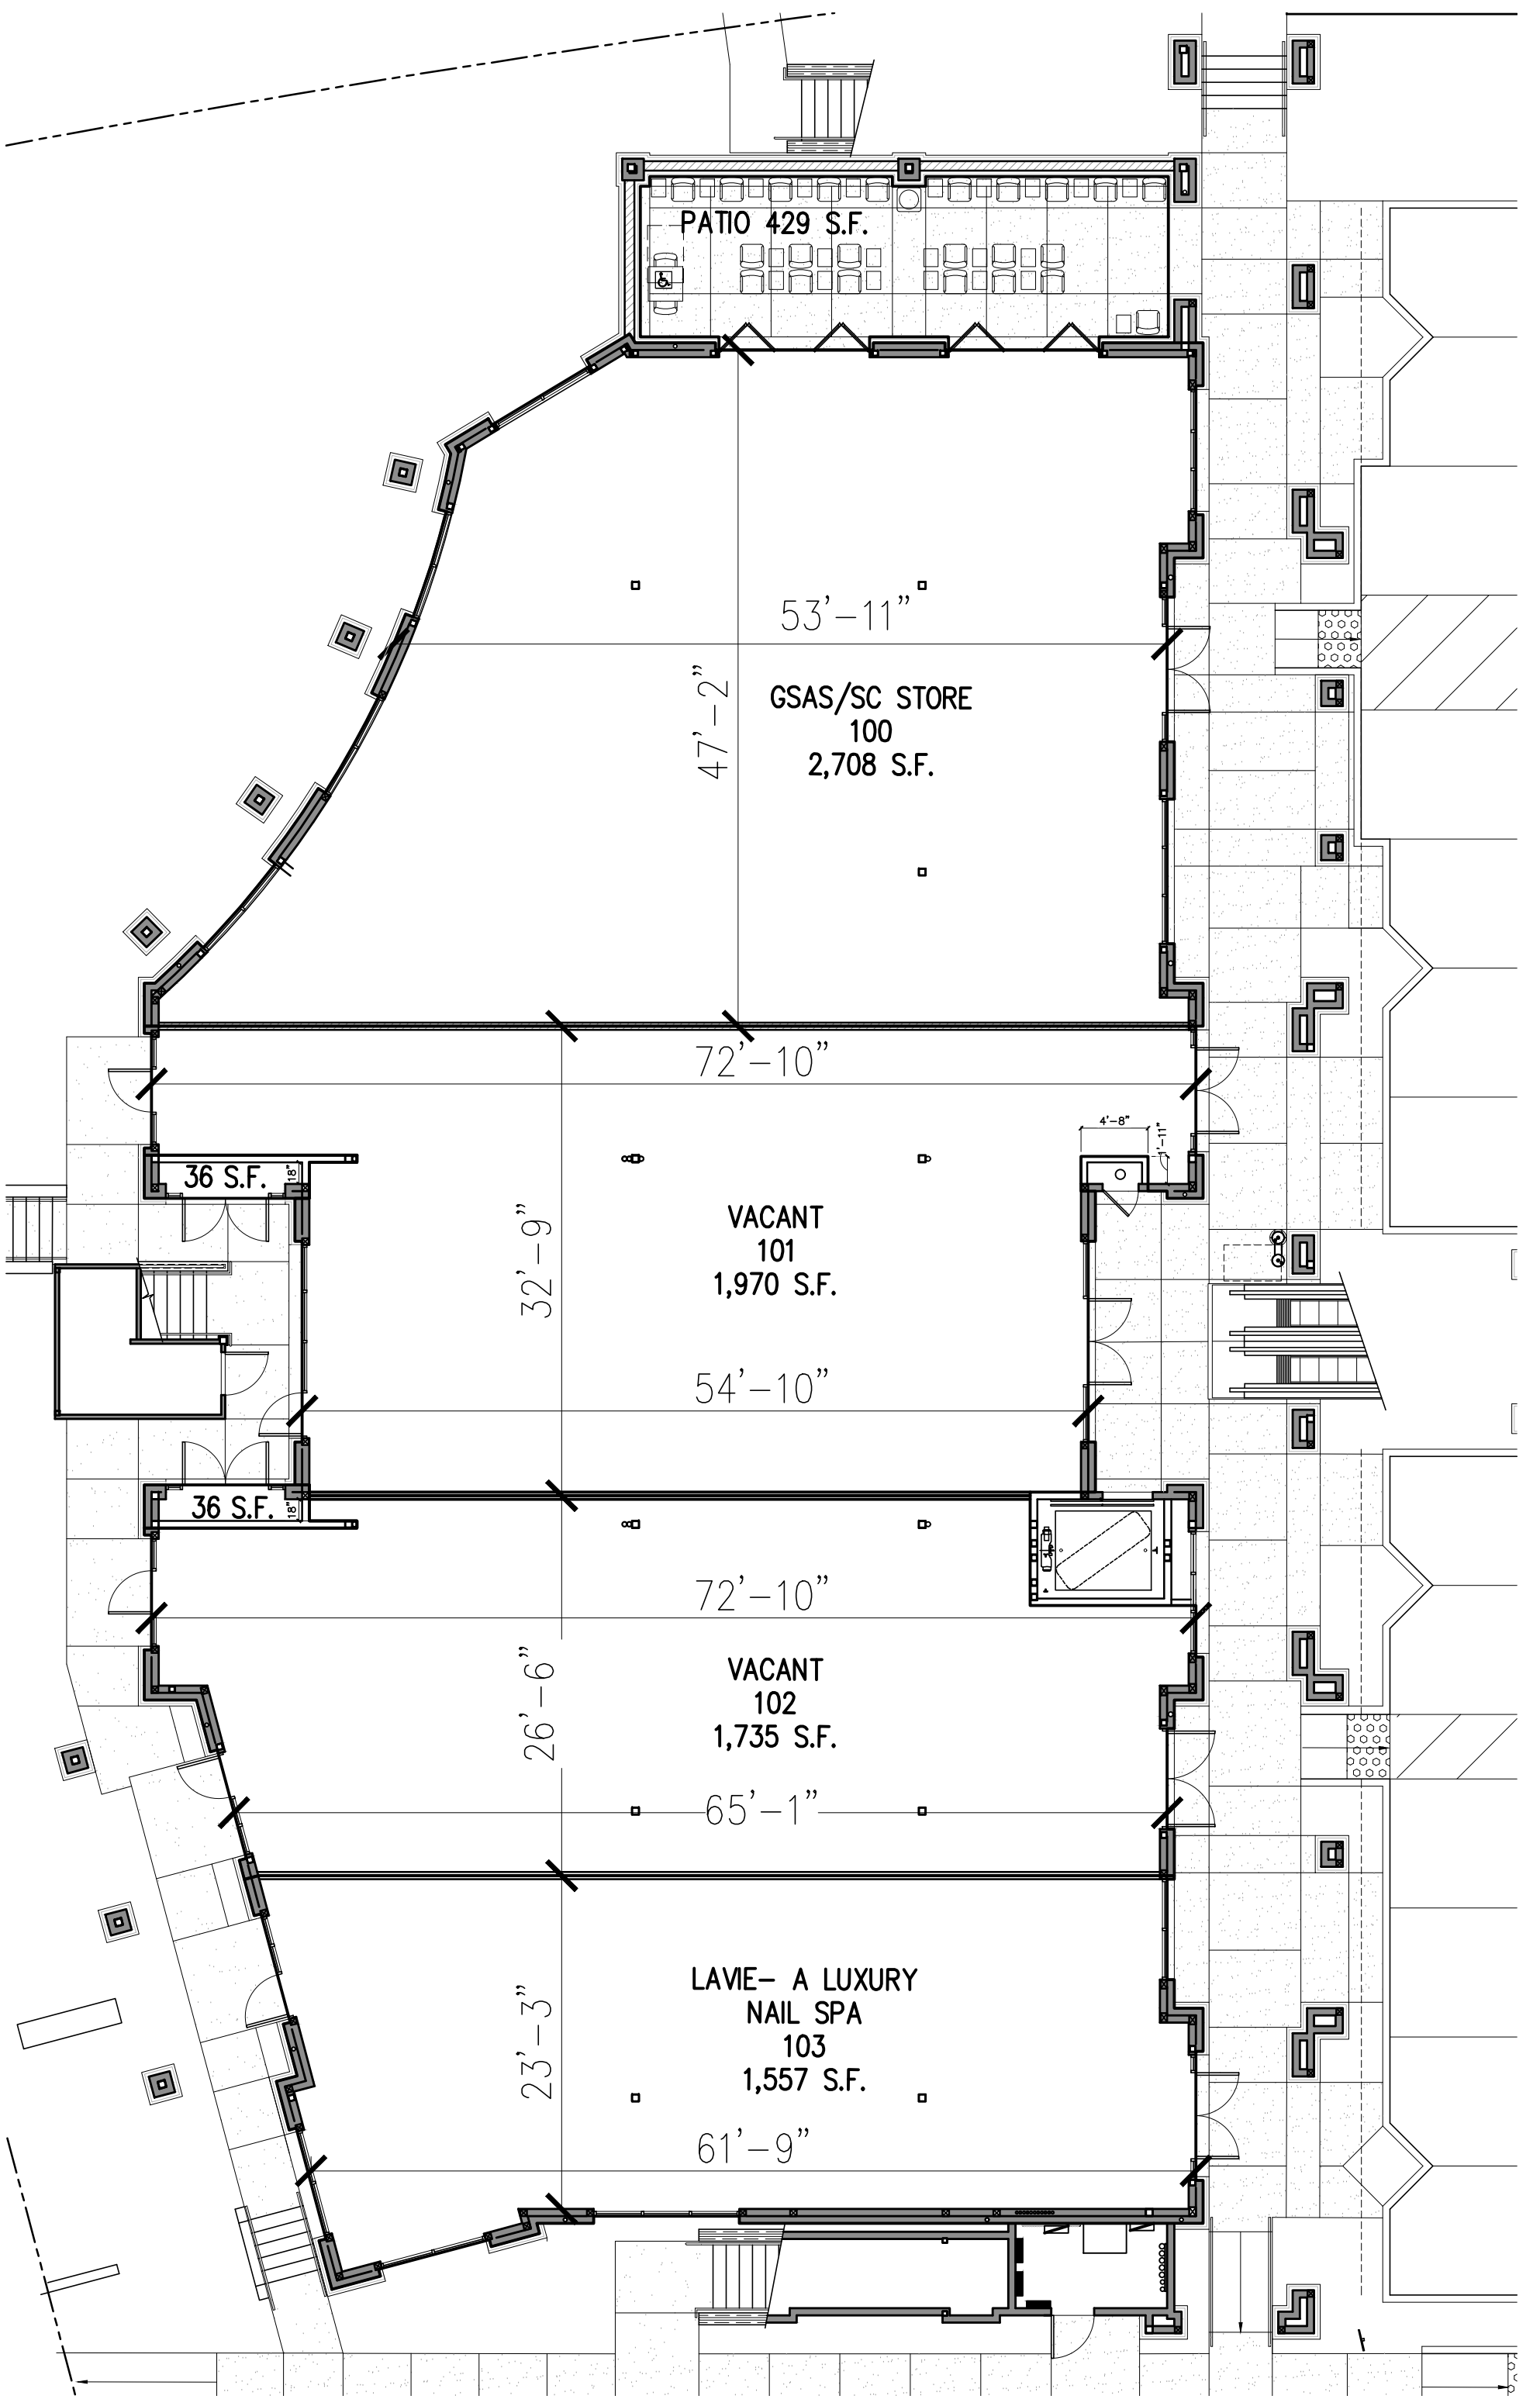 PATIO 429 S.F.
53'-11"
47'-2"
GSAS/SC STORE
100
2,708 S.F.
72'-10"
4'-8"
1'-11"
36 S.F.
18"
VACANT
101
1,970 S.F.
32'-9"
54'-10"
36 S.F.
18"
72'-10"
VACANT
102
1,735 S.F.
26'-6"
65'-1"
LAVIE- A LUXURY
NAIL SPA
103
1,557 S.F.
23'-3"
61'-9"